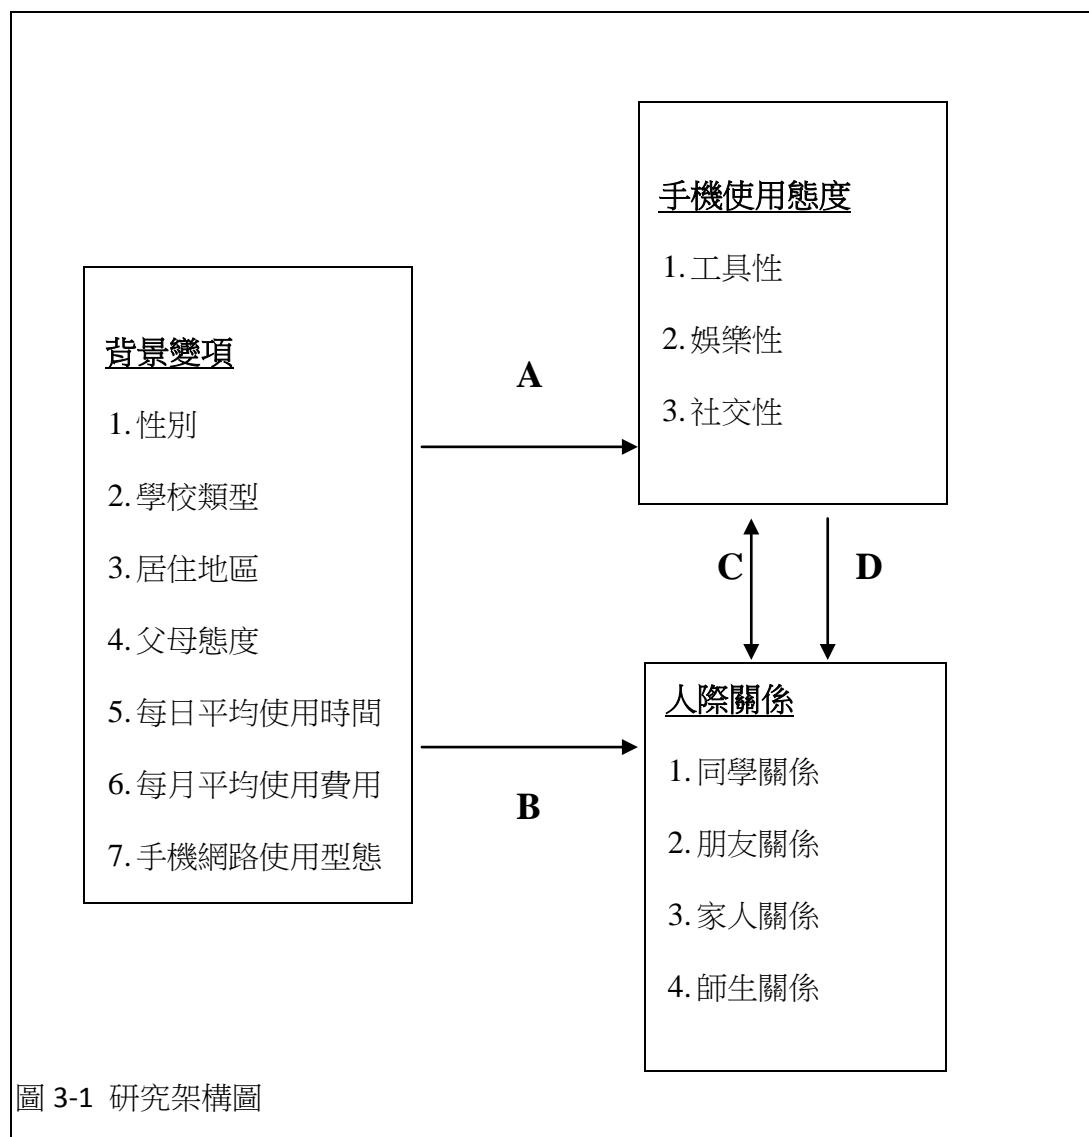 手機使用態度
1.工具性
2.娛樂性
3.社交性
背景變項
1.性別
2.學校類型
3.居住地區
4.父母態度
5.每日平均使用時間
6.每月平均使用費用
7.手機網路使用型態
A
B
C
D
人際關係
1.同學關係
2.朋友關係
3.家人關係
4.師生關係
圖 3-1 研究架構圖